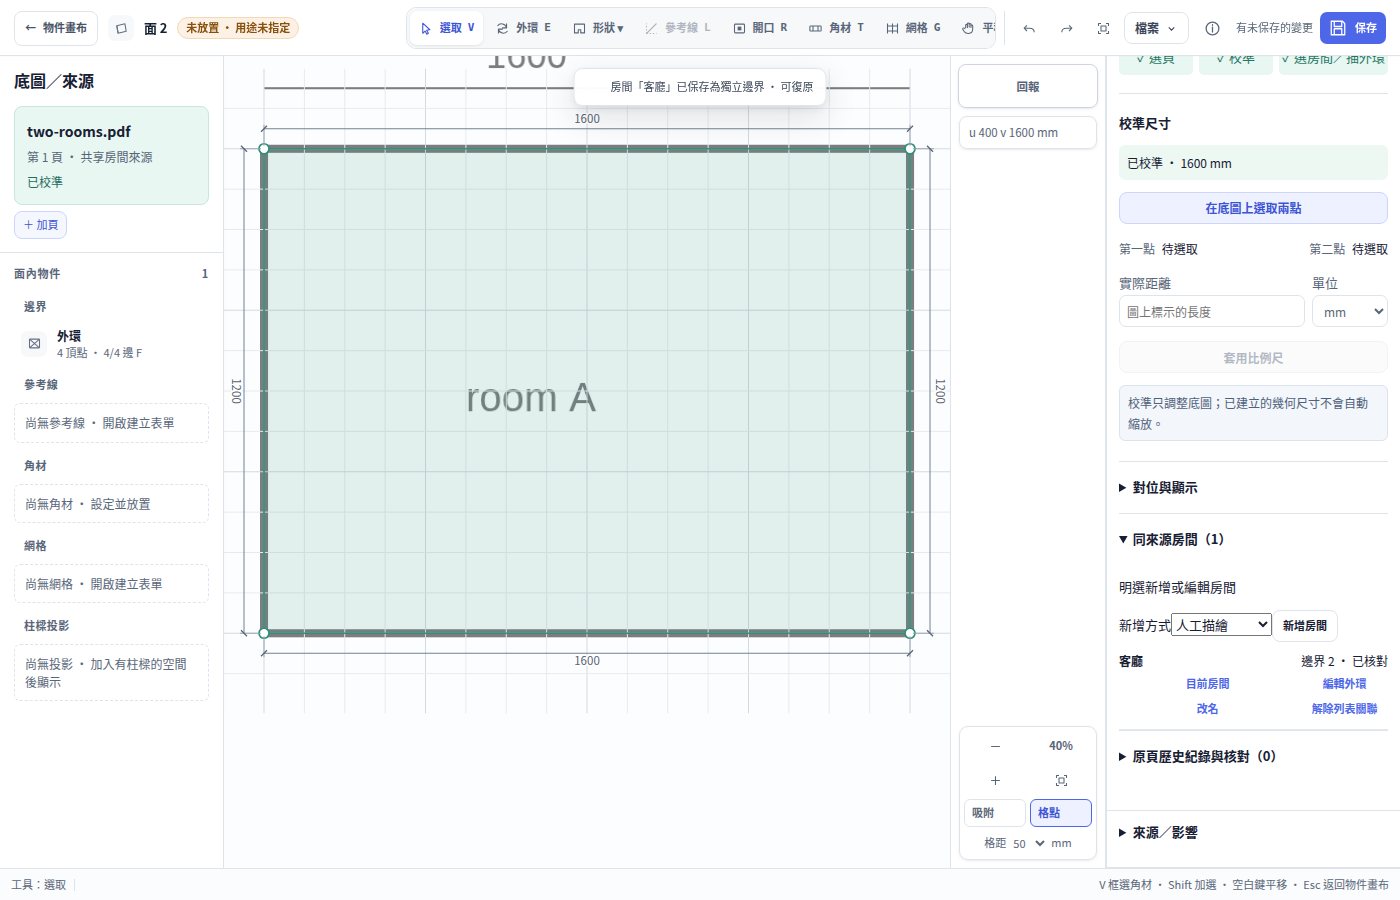 ← 物件畫布
面 2
未放置・用途未指定
選取 V
外環 E
形狀▾
參考線 L
開口 R
角材 T
網格 G
檔案
有未保存的變更
保存
底圖／來源
two-rooms.pdf
第 1 頁・共享房間來源
已校準
＋ 加頁
面內物件 1
邊界
外環
4 頂點・4/4 邊 F
參考線
尚無參考線・開啟建立表單
角材
尚無角材・設定並放置
網格
尚無網格・開啟建立表單
柱樑投影
尚無投影・加入有柱樑的空間
後顯示
1600
房間「客廳」已保存為獨立邊界・可復原
1600
1200
room A
1200
1600
回報
u 400 v 1600 mm
− 40%
+
吸附 格點
格距 50 mm
✓ 選頁
✓ 校準
✓ 選房間／描外環
校準尺寸
已校準・1600 mm
在底圖上選取兩點
第一點 待選取 第二點 待選取
實際距離 單位
圖上標示的長度 mm
套用比例尺
校準只調整底圖；已建立的幾何尺寸不會自動
縮放。
▶ 對位與顯示
▼ 同來源房間（1）
明選新增或編輯房間
新增方式 人工描繪 新增房間
客廳 邊界 2・已核對
目前房間 編輯外環
改名 解除列表關聯
▶ 原頁歷史紀錄與核對（0）
▶ 來源／影響
工具：選取
V 框選角材・Shift 加選・空白鍵平移・Esc 返回物件畫布